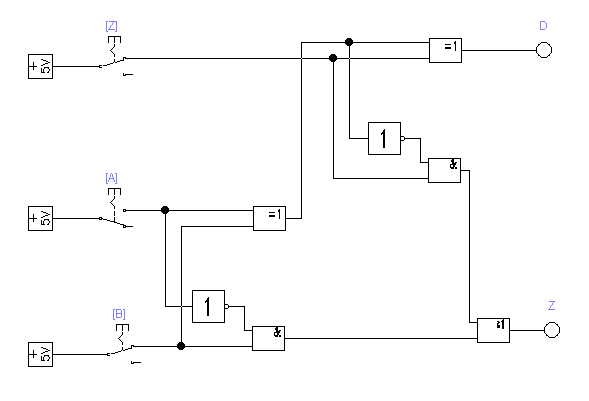 [Z]
D
+ 5V
=1
1
&
[A]
+ 5V
=1
Z
1
[B]
&
≥1
+ 5V